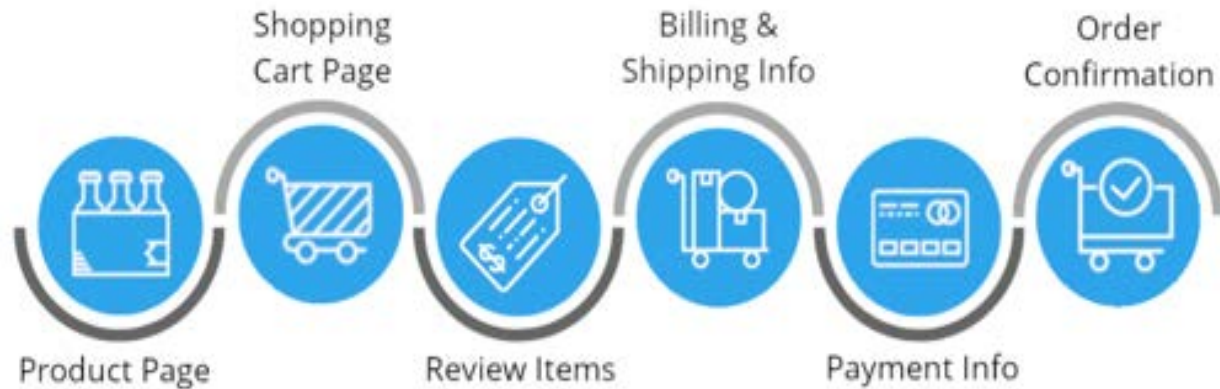 Product Page
Shopping
Cart Page
Review Items
Billing &
Shipping Info
Payment Info
Order
Confirmation